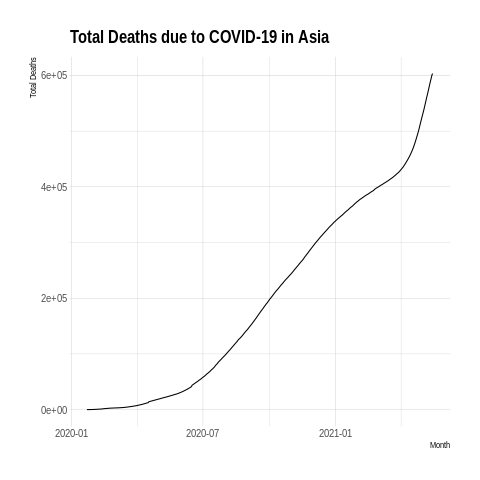 Total Deaths due to COVID-19 in Asia
Total Deaths
6e+05
4e+05
2e+05
0e+00
2020-01 2020-07 2021-01
Month